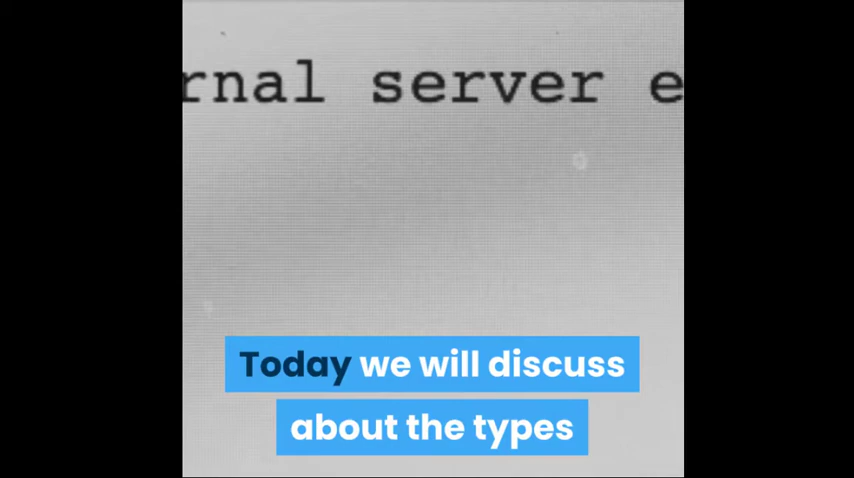 rnal server e
Today we will discuss
about the types